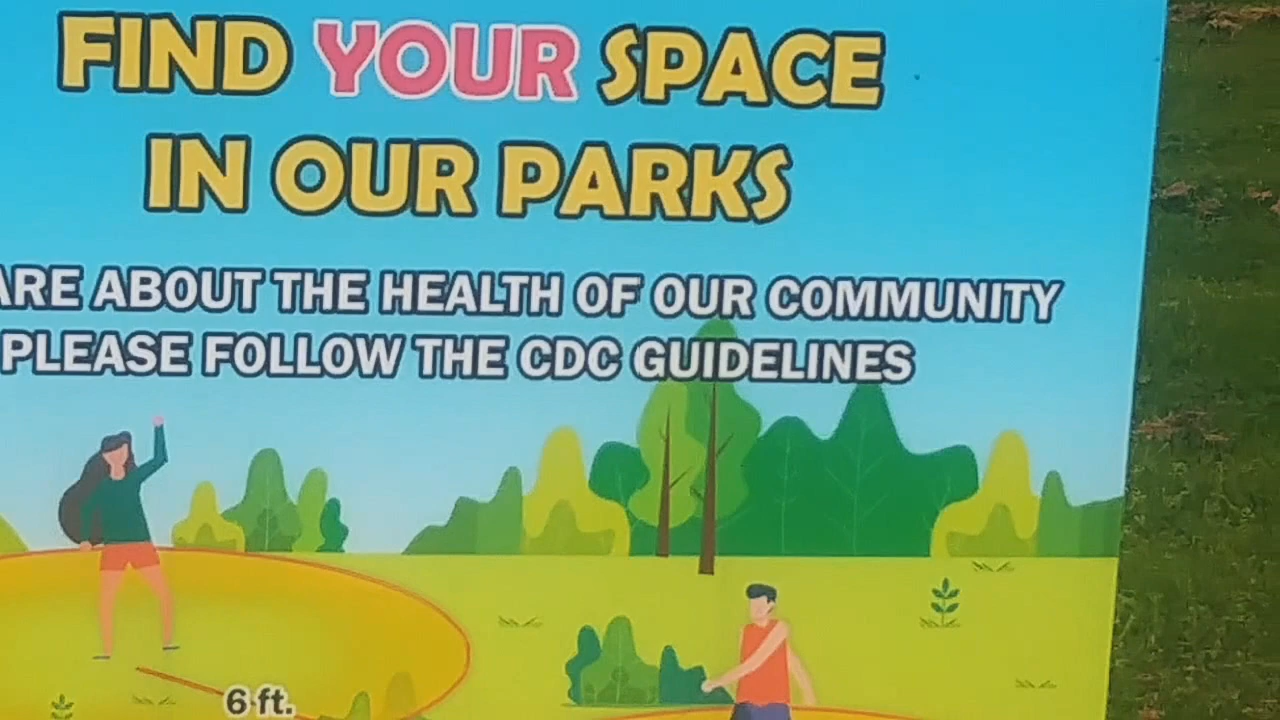 FIND YOUR SPACE
IN OUR PARKS
ABOUT THE HEALTH OF OUR COMMUNITY
PLEASE FOLLOW THE CDC GUIDELINES
6 ft.